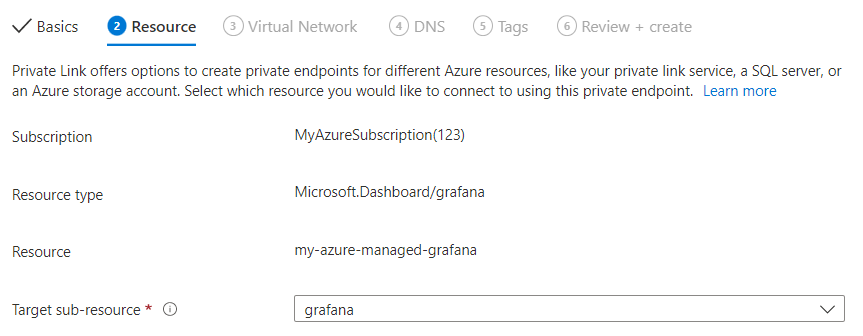 Basics 2 Resource 3 Virtual Network 4 DNS 5 Tags 6 Review + create
Private Link offers options to create private endpoints for different Azure resources, like your private link service, a SQL server, or
an Azure storage account. Select which resource you would like to connect to using this private endpoint. Learn more
Subscription MyAzureSubscription(123)
Resource type Microsoft.Dashboard/grafana
Resource my-azure-managed-grafana
Target sub-resource * grafana